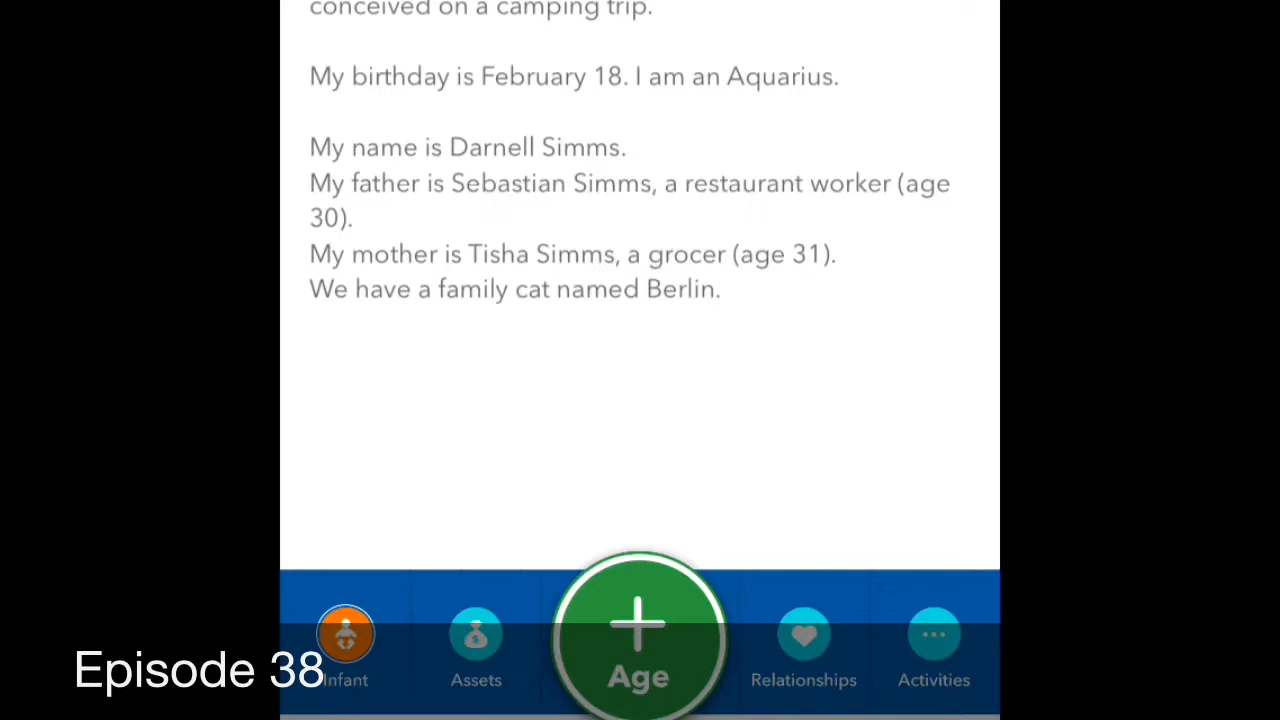 conceived on a camping trip.
My birthday is February 18. I am an Aquarius.
My name is Darnell Simms.
My father is Sebastian Simms, a restaurant worker (age
30).
My mother is Tisha Simms, a grocer (age 31).
We have a family cat named Berlin.
Infant
Assets
Age
Relationships
Activities
Episode 38